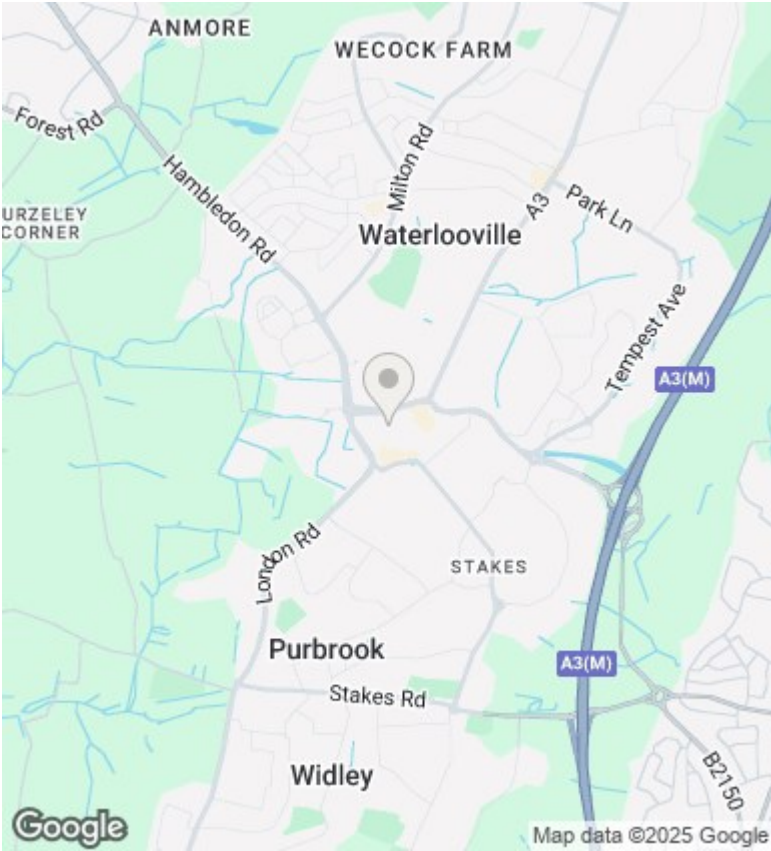 ANMORE
WECOCK FARM
Forest Rd
Milton Rd
Hambledon Rd
A3
Park Ln
URZELEY
CORNER
Waterlooville
Tempest Ave
A3(M)
London Rd
STAKES
Purbrook
A3(M)
Stakes Rd
Widley
B2150
Google
Map data ©2025 Google